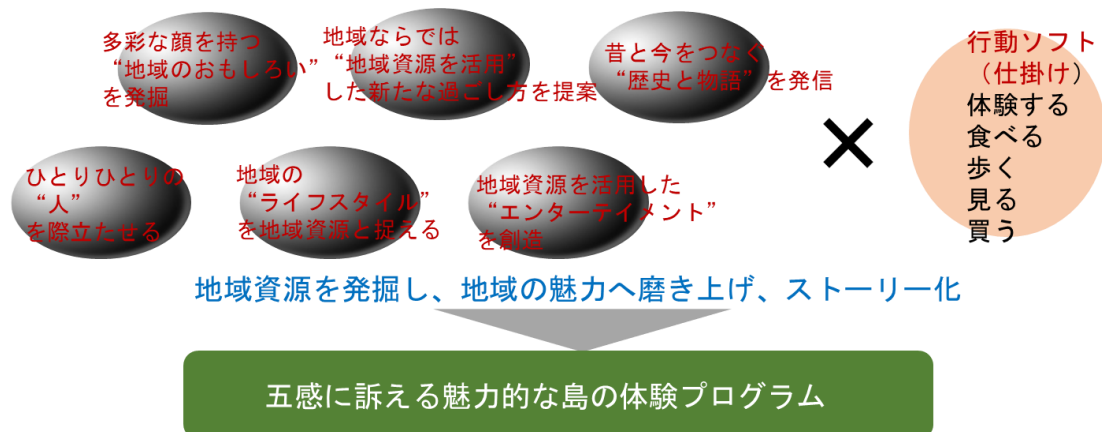 多彩な顔を持つ
“地域のおもしろい”
を発掘
地域ならでは
“地域資源を活用”
した新たな過ごし方を提案
昔と今をつなぐ
“歴史と物語”を発信
ひとりひとりの
“人”
を際立たせる
地域の
“ライフスタイル”
を地域資源と捉える
地域資源を活用した
“エンターテイメント”
を創造
×
行動ソフト
（仕掛け）
体験する
食べる
歩く
見る
買う
地域資源を発掘し、地域の魅力へ磨き上げ、ストーリー化
五感に訴える魅力的な島の体験プログラム